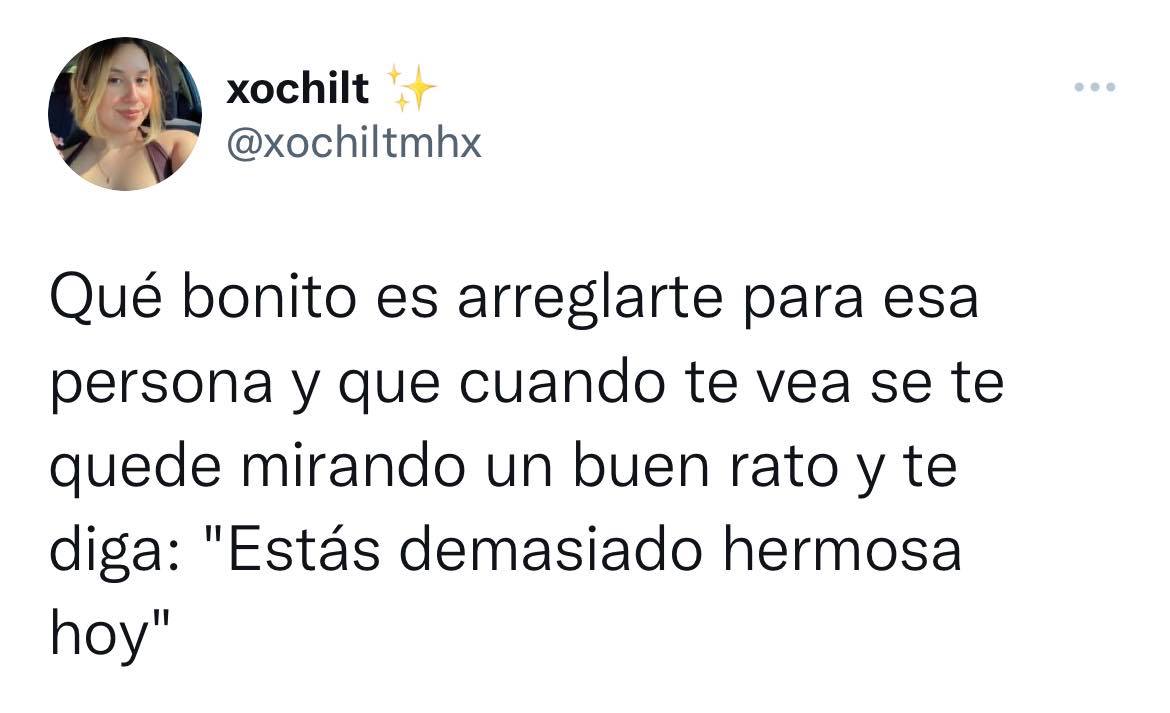 xochilt ✨
@xochiltmhx
Qué bonito es arreglarte para esa
persona y que cuando te vea se te
quede mirando un buen rato y te
diga: "Estás demasiado hermosa
hoy"